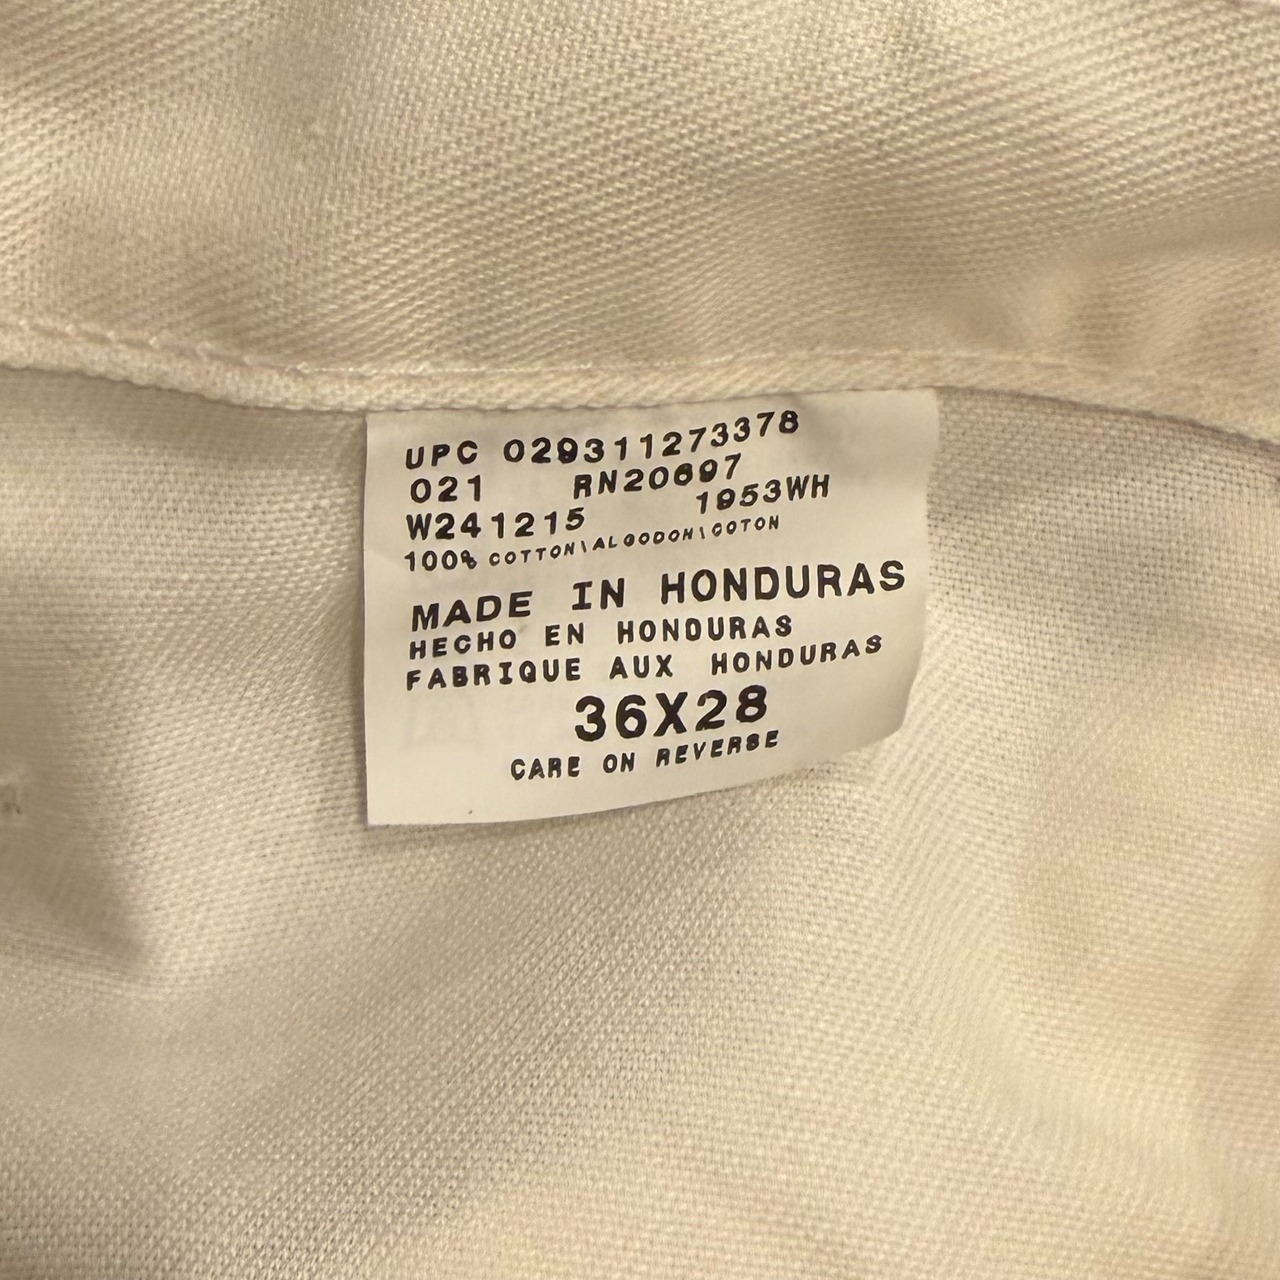 UPC 029311273378
021 RN20697
W241215 1953WH
100% COTTON\ALGODON\COTON
MADE IN HONDURAS
HECHO EN HONDURAS
FABRIQUE AUX HONDURAS
36X28
CARE ON REVERSE